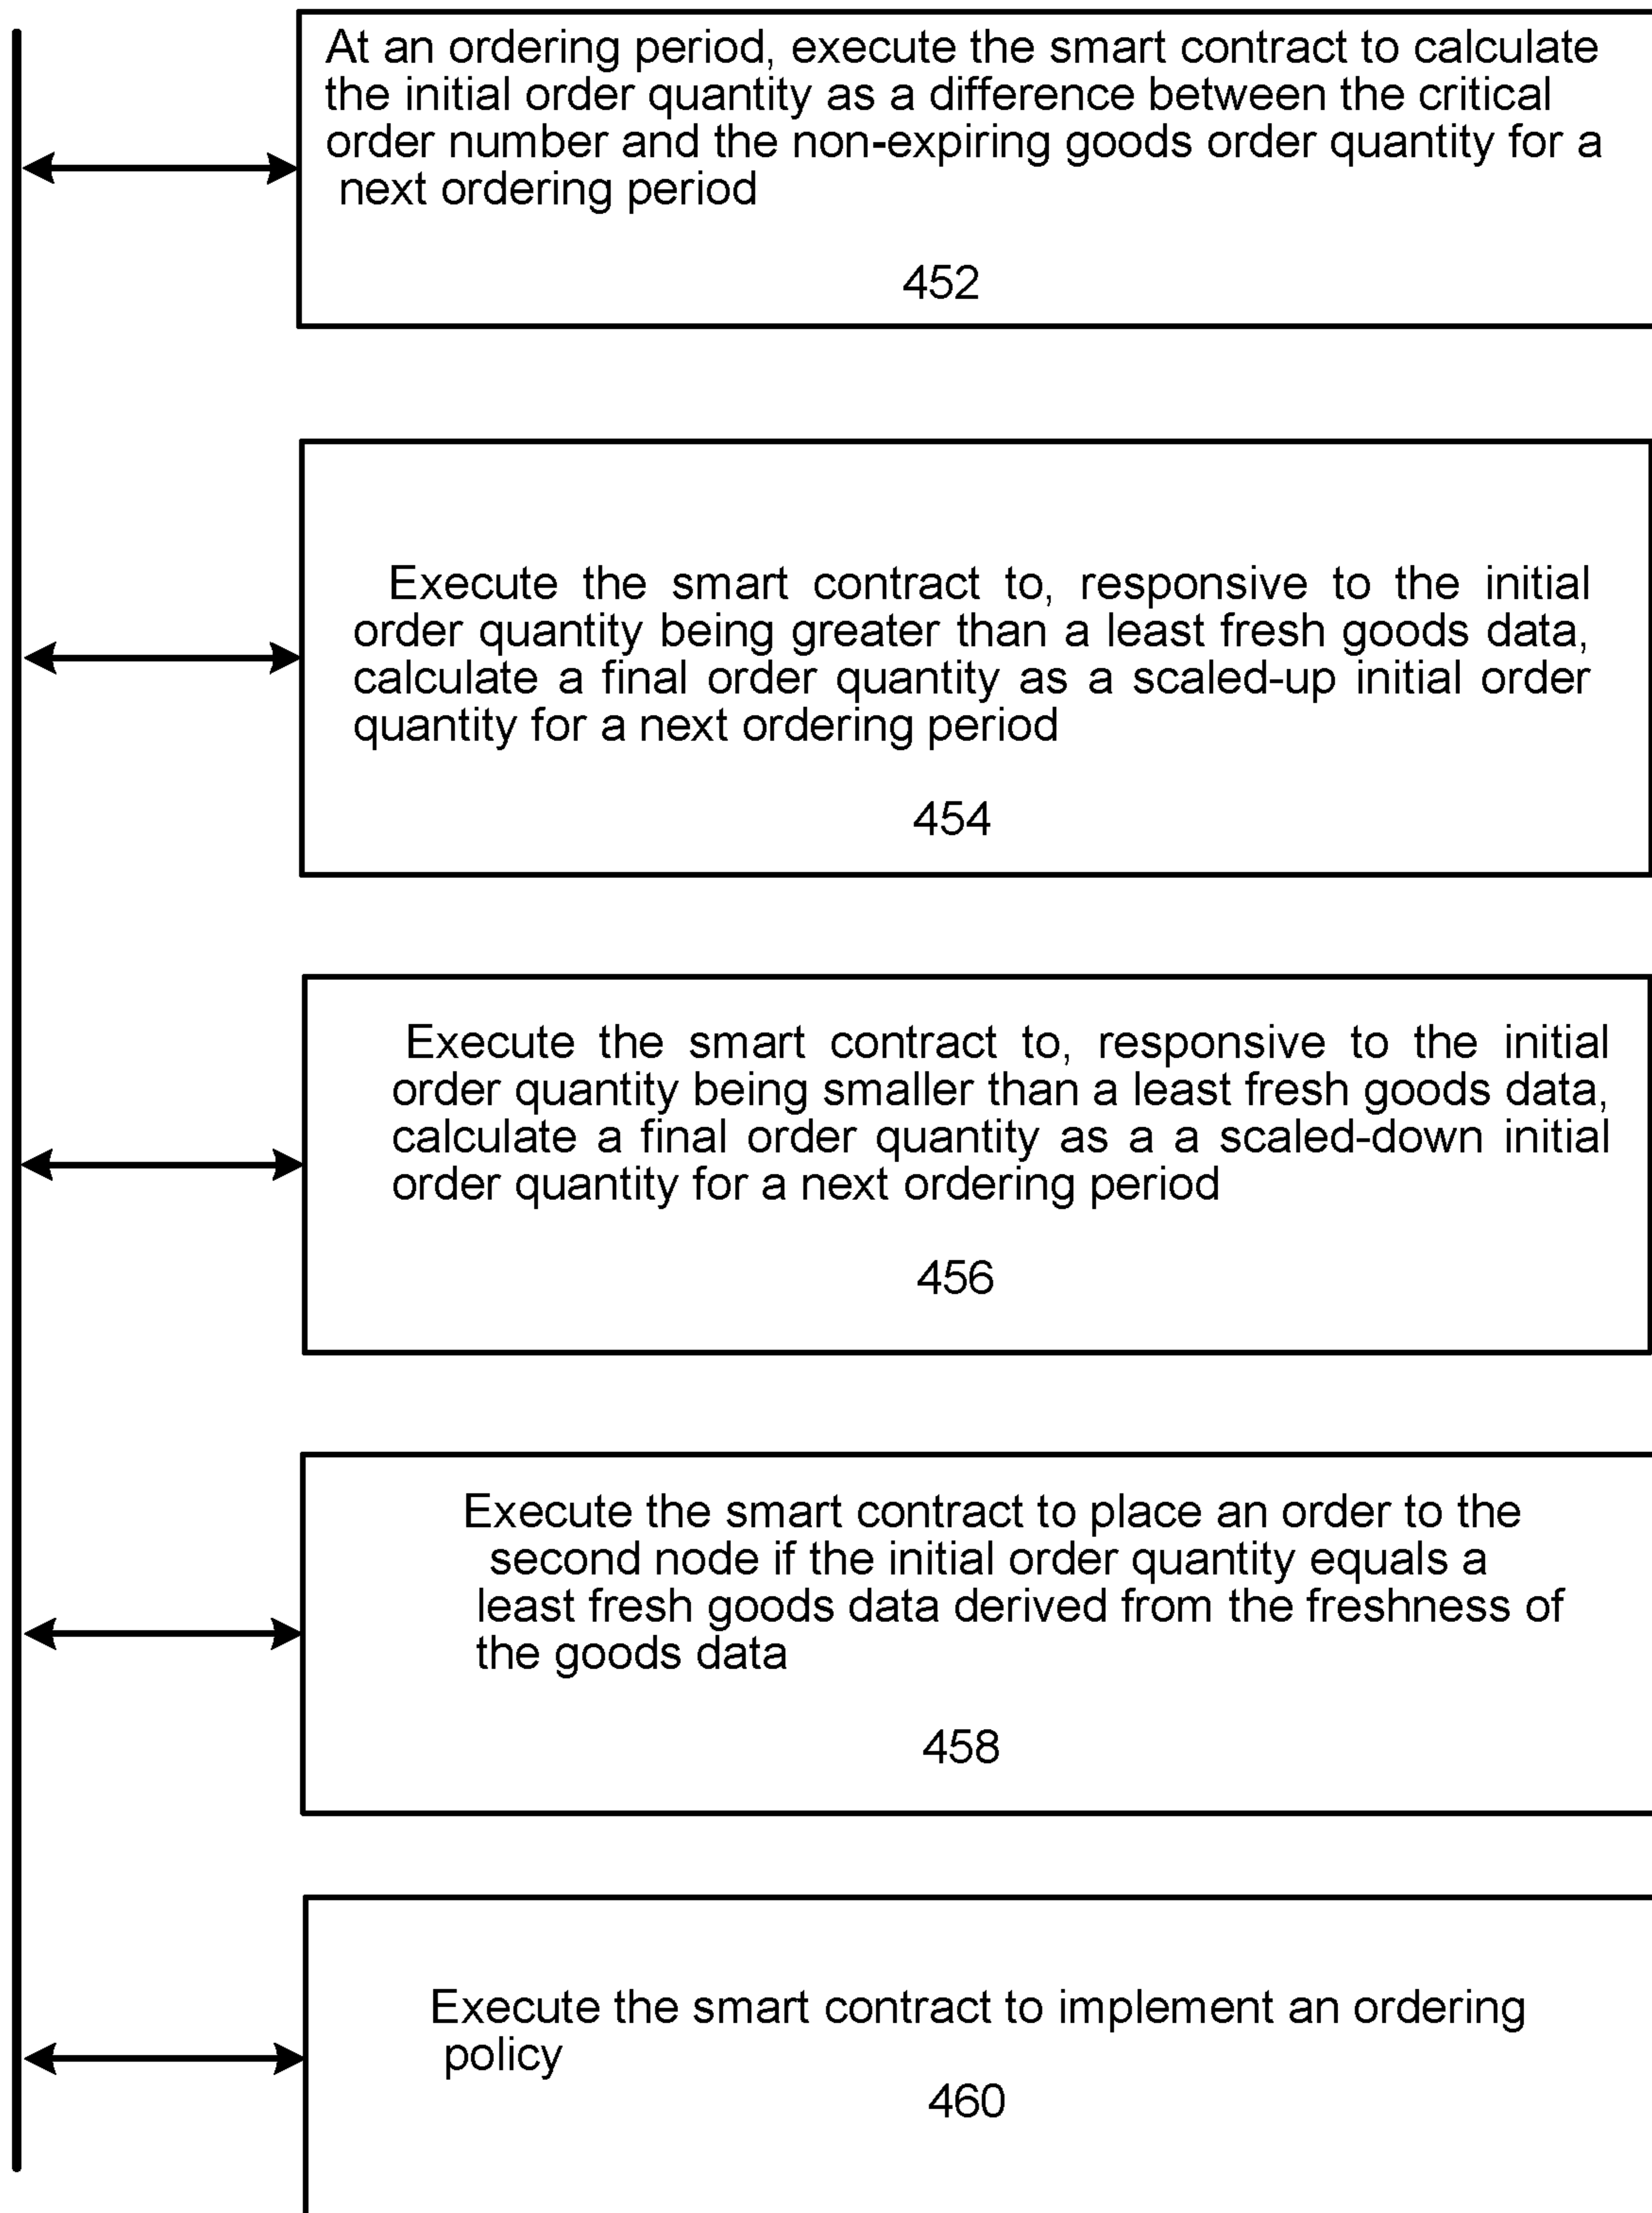 At an ordering period, execute the smart contract to calculate
the initial order quantity as a difference between the critical
order number and the non-expiring goods order quantity for a
next ordering period
452
Execute the smart contract to, responsive to the initial
order quantity being greater than a least fresh goods data,
calculate a final order quantity as a scaled-up initial order
quantity for a next ordering period
454
Execute the smart contract to, responsive to the initial
order quantity being smaller than a least fresh goods data,
calculate a final order quantity as a a scaled-down initial
order quantity for a next ordering period
456
Execute the smart contract to place an order to the
second node if the initial order quantity equals a
least fresh goods data derived from the freshness of
the goods data
458
Execute the smart contract to implement an ordering
policy
460